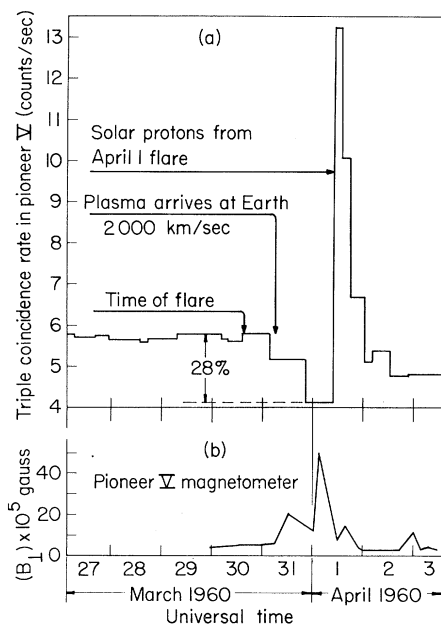 Triple coincidence rate in pioneer V (counts/sec)
13
12
11
10
9
8
7
6
5
4
(a)
Solar protons from
April 1 flare
Plasma arrives at Earth
2000 km/sec
Time of flare
28%
(B⊥) x10⁵ gauss
40
20
0
(b)
Pioneer V magnetometer
27 28 29 30 31 1 2 3
March 1960 April 1960
Universal time